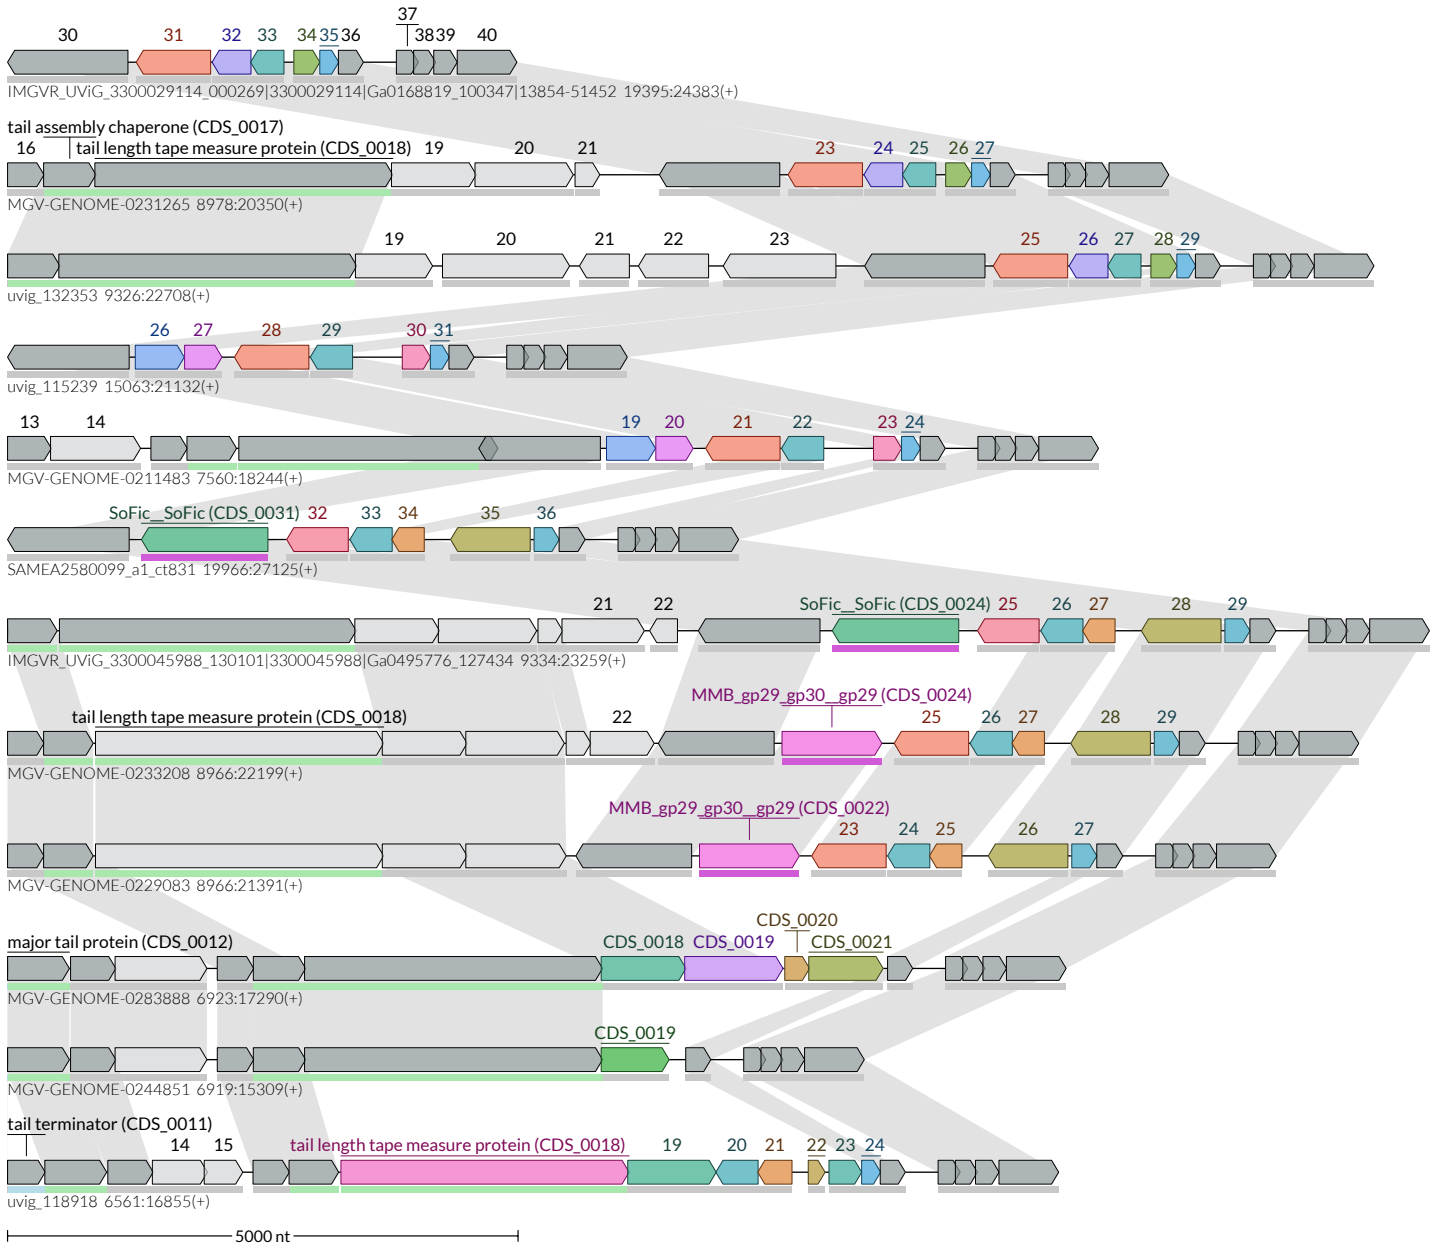 37
30 31 32 33 34 35 36 38 39 40
IMGVR_UViG_3300029114_000269|3300029114|Ga0168819_100347|13854-51452 19395:24383(+)
tail assembly chaperone (CDS_0017)
16 tail length tape measure protein (CDS_0018) 19 20 21 23 24 25 26 27
MGV-GENOME-0231265 8978:20350(+)
19 20 21 22 23 25 26 27 28 29
uvig_132353 9326:22708(+)
26 27 28 29 30 31
uvig_115239 15063:21132(+)
13 14 19 20 21 22 23 24
MGV-GENOME-0211483 7560:18244(+)
SoFic__SoFic (CDS_0031) 32 33 34 35 36
SAMEA2580099_a1_ct831 19966:27125(+)
21 22 SoFic__SoFic (CDS_0024) 25 26 27 28 29
IMGVR_UViG_3300045988_130101|3300045988|Ga0495776_127434 9334:23259(+)
MMB_gp29_gp30__gp29 (CDS_0024)
tail length tape measure protein (CDS_0018) 22 25 26 27 28 29
MGV-GENOME-0233208 8966:22199(+)
MMB_gp29_gp30__gp29 (CDS_0022)
23 24 25 26 27
MGV-GENOME-0229083 8966:21391(+)
CDS_0020
major tail protein (CDS_0012) CDS_0018 CDS_0019 CDS_0021
MGV-GENOME-0283888 6923:17290(+)
CDS_0019
MGV-GENOME-0244851 6919:15309(+)
tail terminator (CDS_0011)
14 15 tail length tape measure protein (CDS_0018) 19 20 21 22 23 24
uvig_118918 6561:16855(+)
5000 nt